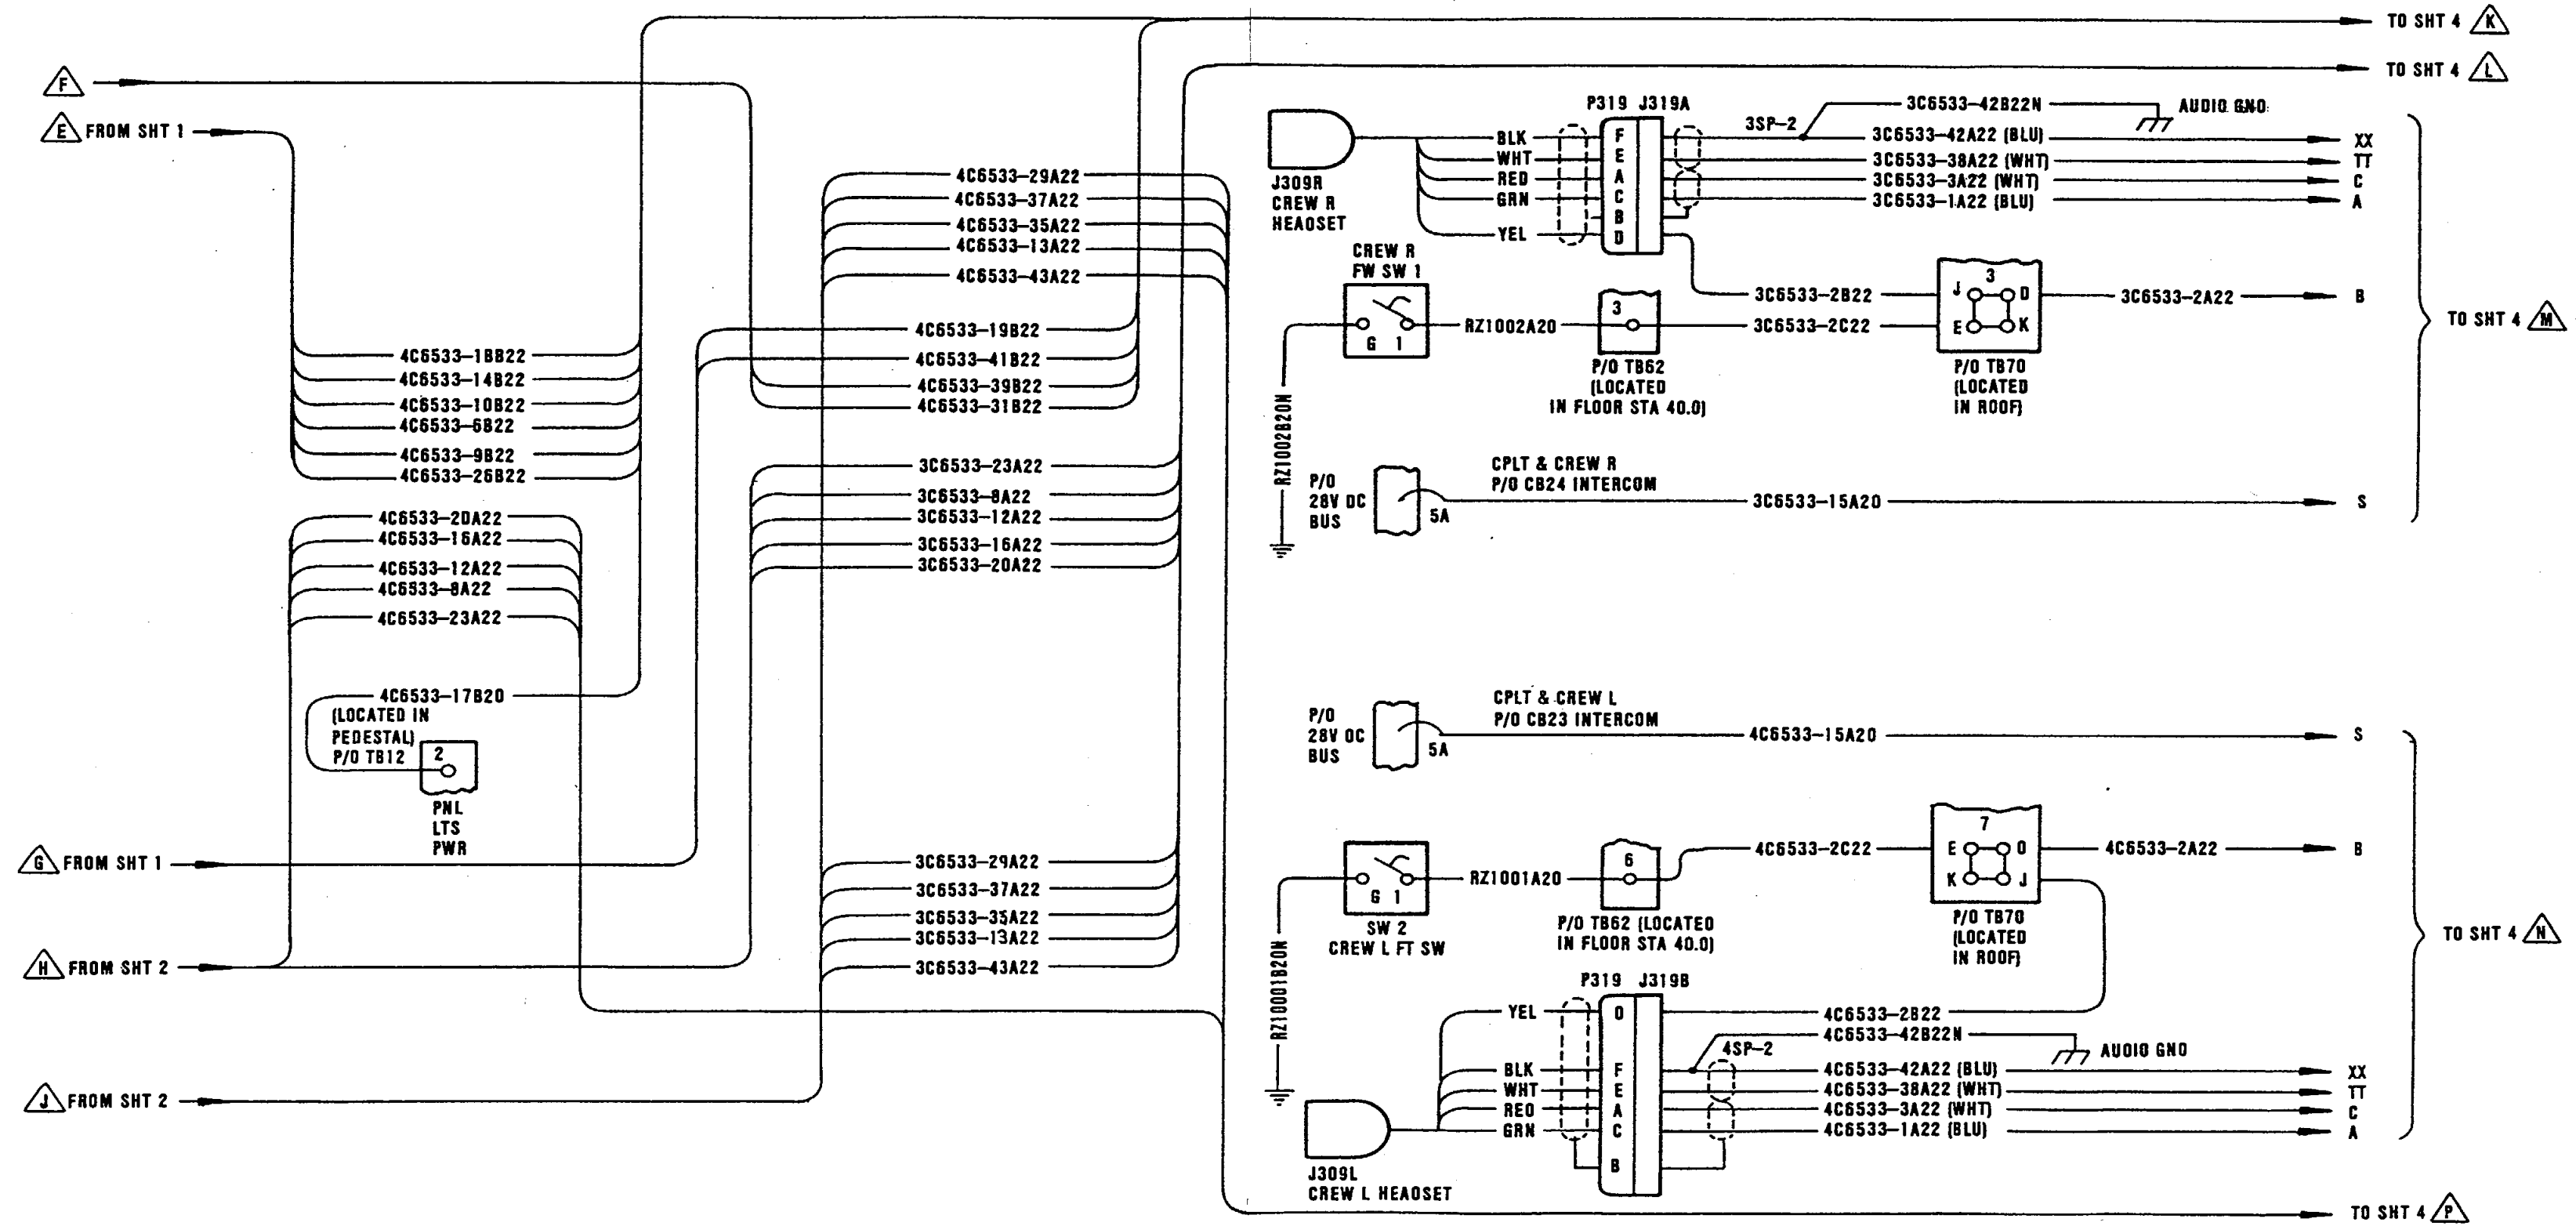 TO SHT 4 K
TO SHT 4 L
F
E FROM SHT 1
4C6533-18B22
4C6533-14B22
4C6533-10B22
4C6533-6B22
4C6533-9B22
4C6533-26B22
4C6533-20A22
4C6533-16A22
4C6533-12A22
4C6533-8A22
4C6533-23A22
4C6533-17B20
(LOCATED IN
PEDESTAL)
P/O TB12
2
PNL
LTS
PWR
G FROM SHT 1
H FROM SHT 2
J FROM SHT 2
4C6533-29A22
4C6533-37A22
4C6533-35A22
4C6533-13A22
4C6533-43A22
4C6533-19B22
4C6533-41B22
4C6533-39B22
4C6533-31B22
3C6533-23A22
3C6533-8A22
3C6533-12A22
3C6533-16A22
3C6533-20A22
3C6533-29A22
3C6533-37A22
3C6533-35A22
3C6533-13A22
3C6533-43A22
J309R
CREW R
HEADSET
BLK
WHT
RED
GRN
YEL
P319 J319A
F
E
A
C
B
D
3SP-2
3C6533-42B22N
AUDIO GND
3C6533-42A22 (BLU)
XX
3C6533-38A22 (WHT)
TT
3C6533-3A22 (WHT)
C
3C6533-1A22 (BLU)
A
CREW R
FW SW 1
G 1
RZ1002A20
RZ1002B20N
3
P/O TB62
(LOCATED
IN FLOOR STA 40.0)
3C6533-2B22
3C6533-2C22
3
J D
E K
P/O TB70
(LOCATED
IN ROOF)
3C6533-2A22
B
TO SHT 4 M
P/O
28V DC
BUS
5A
CPLT & CREW R
P/O CB24 INTERCOM
3C6533-15A20
S
P/O
28V DC
BUS
5A
CPLT & CREW L
P/O CB23 INTERCOM
4C6533-15A20
S
G 1
SW 2
CREW L FT SW
RZ1001A20
RZ10001B20N
6
P/O TB62 (LOCATED
IN FLOOR STA 40.0)
4C6533-2C22
7
E D
K J
P/O TB70
(LOCATED
IN ROOF)
4C6533-2A22
B
TO SHT 4 N
P319 J319B
YEL
BLK
WHT
RED
GRN
D
F
E
A
C
B
4C6533-2B22
4C6533-42B22N
4SP-2
AUDIO GND
4C6533-42A22 (BLU)
XX
4C6533-38A22 (WHT)
TT
4C6533-3A22 (WHT)
C
4C6533-1A22 (BLU)
A
J309L
CREW L HEADSET
TO SHT 4 P